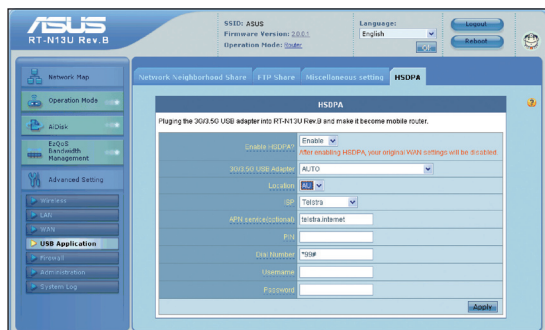 ASUS
RT-N13U Rev.B
SSID: ASUS
Firmware Version: 2.0.0.1
Operation Mode: Router
Language:
English
Logout
Reboot
Network Map
Operation Mode
AiDisk
EzQoS
Bandwidth
Management
Advanced Setting
Wireless
LAN
WAN
USB Application
Firewall
Administration
System Log
Network Neighborhood Share
FTP Share
Miscellaneous setting
HSDPA
HSDPA
Pluging the 3G/3.5G USB adapter into RT-N13U Rev.B and make it become mobile router.
Enable HSDPA? Enable
After enabling HSDPA, your original WAN settings will be disabled.
3G/3.5G USB Adapter AUTO
Location AU
ISP Telstra
APN service(optional) telstra.internet
PIN
Dial Number *99#
Username
Password
Apply